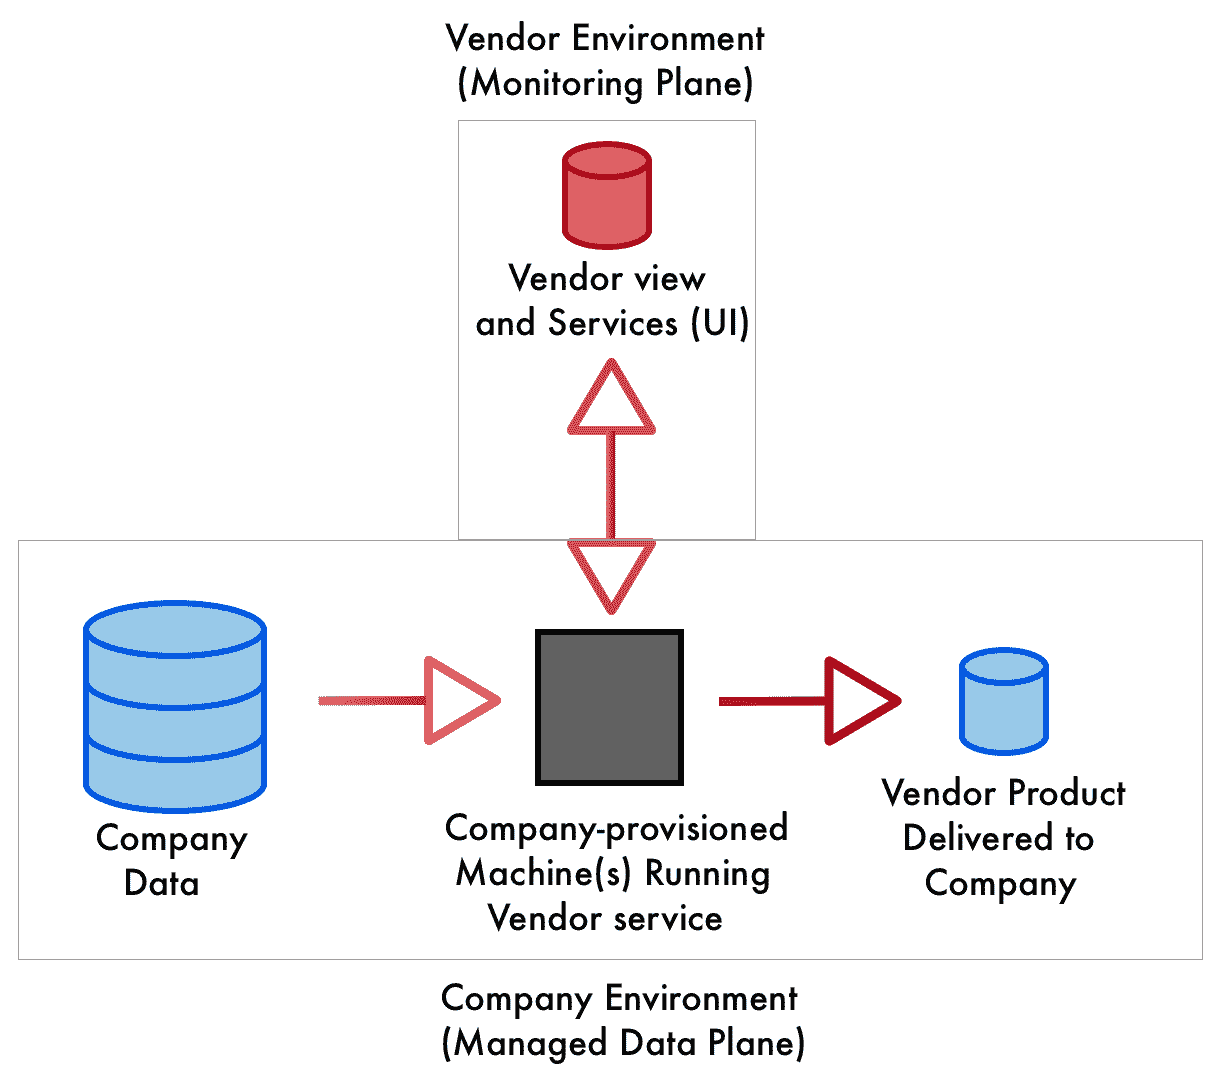 Vendor Environment
(Monitoring Plane)
Vendor view
and Services (UI)
Company
Data
Company-provisioned
Machine(s) Running
Vendor service
Vendor Product
Delivered to
Company
Company Environment
(Managed Data Plane)